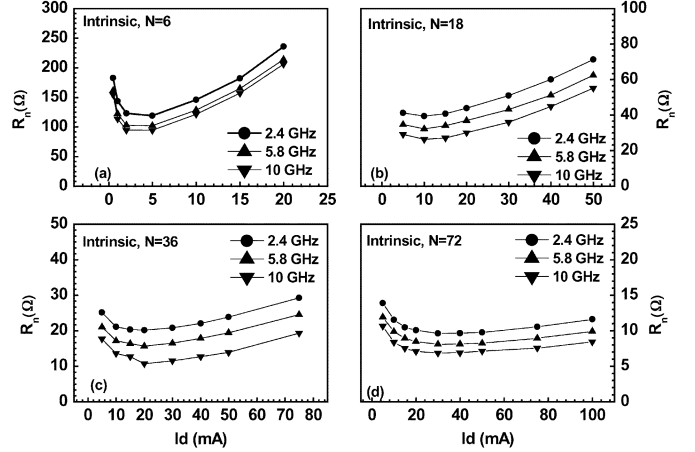 Intrinsic, N=6
300
250
200
150
100
50
0
Rn(Ω)
2.4 GHz
5.8 GHz
10 GHz
(a)
0 5 10 15 20 25
Intrinsic, N=18
100
80
60
40
20
0
Rn(Ω)
2.4 GHz
5.8 GHz
10 GHz
(b)
0 10 20 30 40 50
Intrinsic, N=36
50
40
30
20
10
0
Rn(Ω)
2.4 GHz
5.8 GHz
10 GHz
(c)
0 10 20 30 40 50 60 70 80
Id (mA)
Intrinsic, N=72
25
20
15
10
5
0
Rn(Ω)
2.4 GHz
5.8 GHz
10 GHz
(d)
0 20 40 60 80 100
Id (mA)